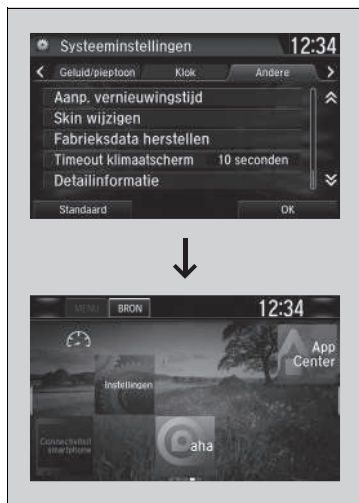 Systeeminstellingen 12:34
Geluid/pieptoon Klok Andere
Aanp. vernieuwingstijd
Skin wijzigen
Fabrieksdata herstellen
Timeout klimaatscherm 10 seconden
Detailinformatie
Standaard OK
MENU BRON 12:34
App
Center
Instellingen
Connectiviteit
smartphone
aha